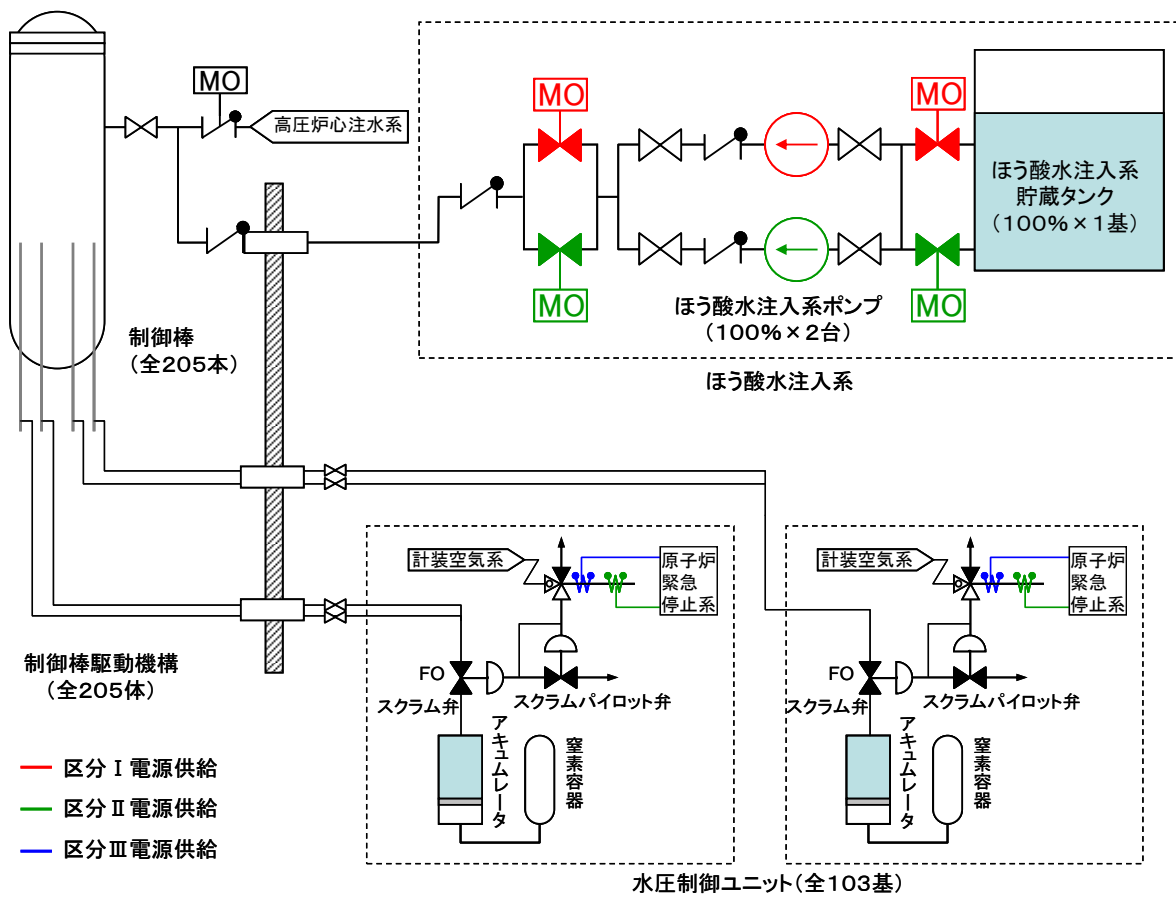 MO
高圧炉心注水系
MO
MO
ほう酸水注入系
貯蔵タンク
(100%×1基)
MO
MO
ほう酸水注入系ポンプ
(100%×2台)
ほう酸水注入系
制御棒
(全205本)
計装空気系
原子炉
緊急
停止系
FO
スクラム弁
スクラムパイロット弁
アキュムレータ
窒素容器
計装空気系
原子炉
緊急
停止系
FO
スクラム弁
スクラムパイロット弁
アキュムレータ
窒素容器
制御棒駆動機構
(全205体)
区分Ⅰ電源供給
区分Ⅱ電源供給
区分Ⅲ電源供給
水圧制御ユニット(全103基)